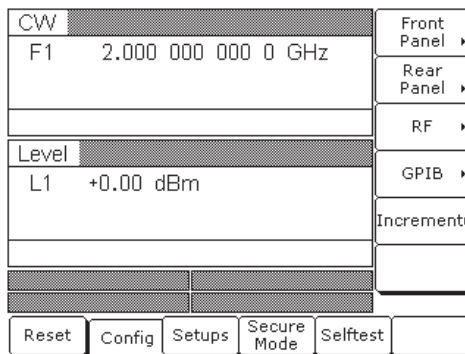 CW
F1 2.000 000 000 0 GHz
Level
L1 +0.00 dBm
Front
Panel
Rear
Panel
RF
GPIB
Increment
Reset
Config
Setups
Secure
Mode
Selftest